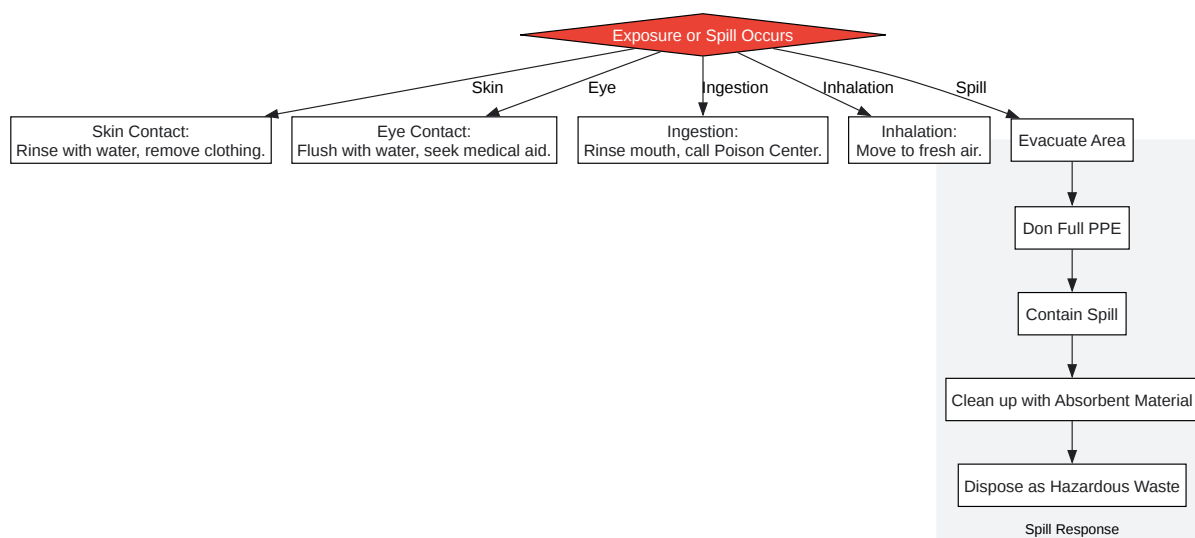 Exposure or Spill Occurs
Skin
Eye
Ingestion
Inhalation
Spill
Skin Contact:
Rinse with water, remove clothing.
Eye Contact:
Flush with water, seek medical aid.
Ingestion:
Rinse mouth, call Poison Center.
Inhalation:
Move to fresh air.
Evacuate Area
Don Full PPE
Contain Spill
Clean up with Absorbent Material
Dispose as Hazardous Waste
Spill Response